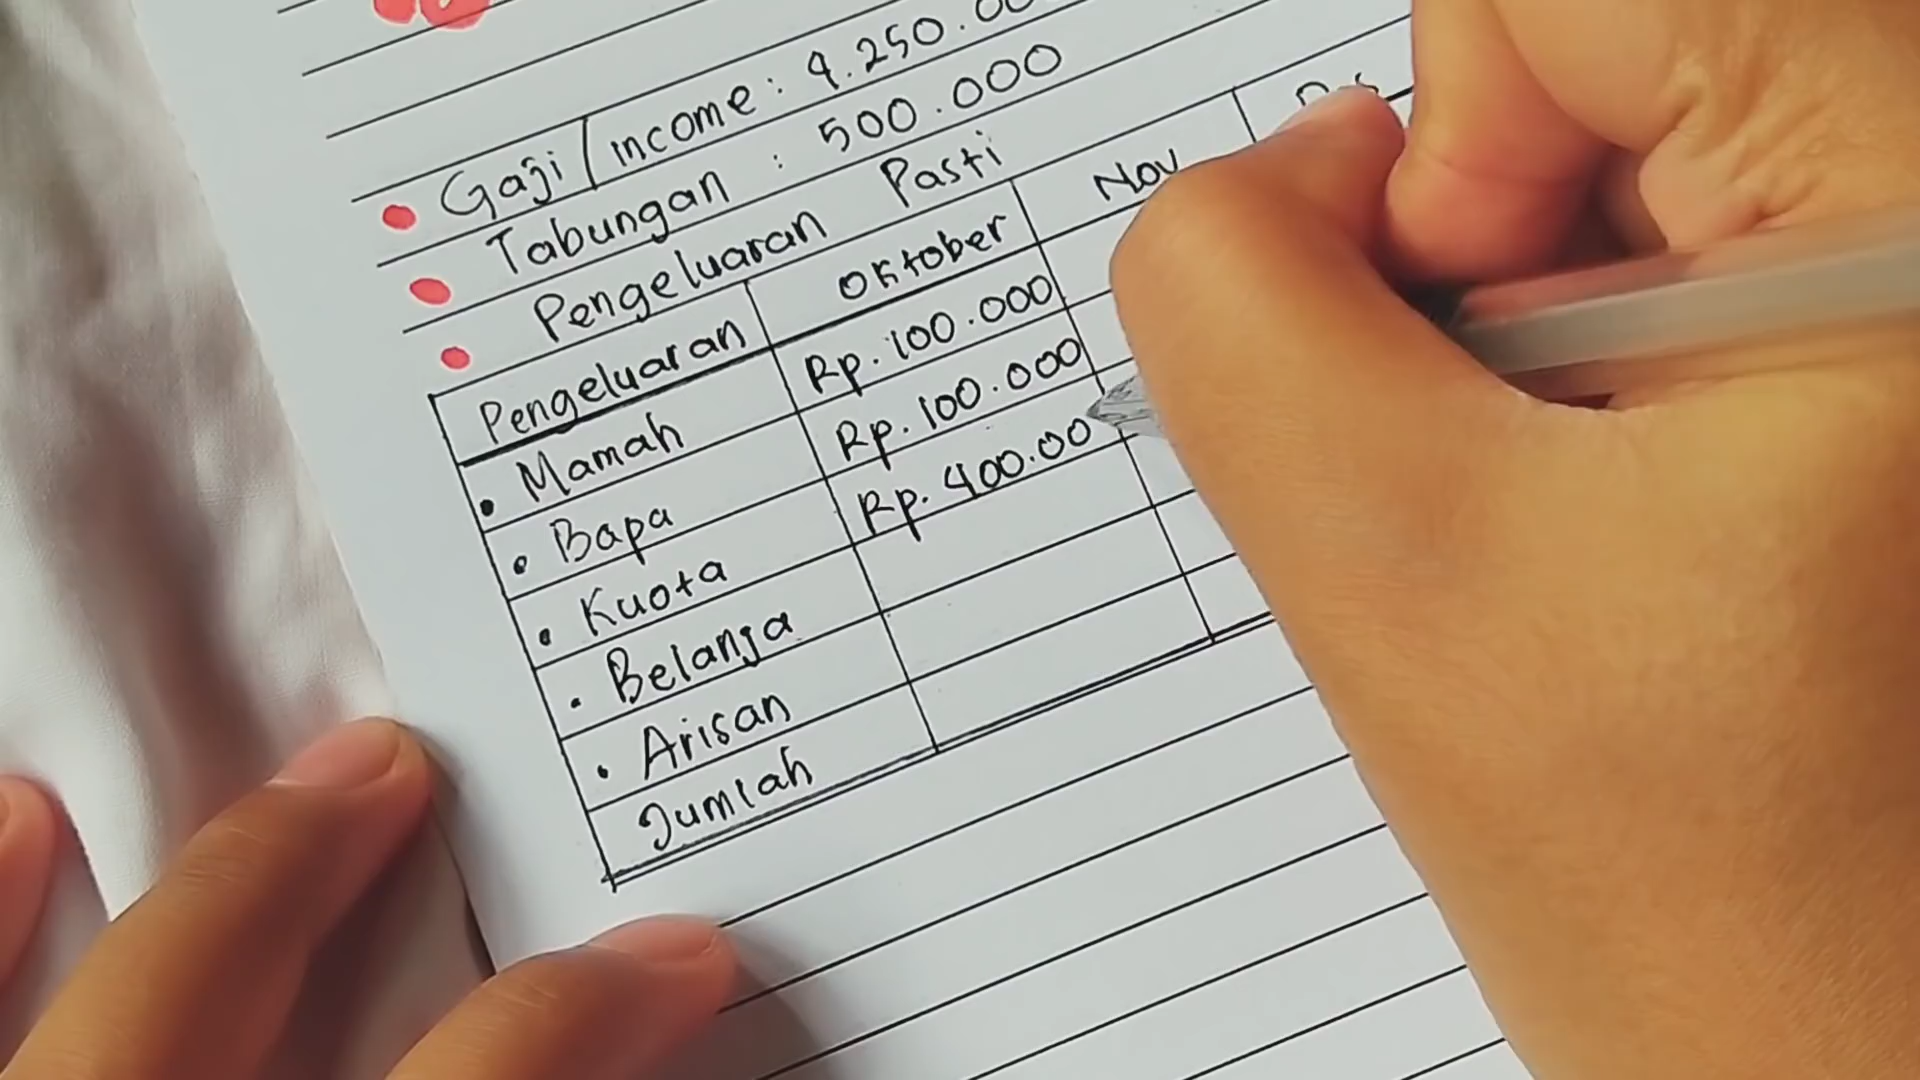 Gaji/income: 4.250.00
Tabungan : 500.000
Pengeluaran Pasti
Pengeluaran Oktober Nov
• Mamah Rp.100.000
• Bapa Rp.100.000
• Kuota Rp.400.00
• Belanja
• Arisan
Jumlah